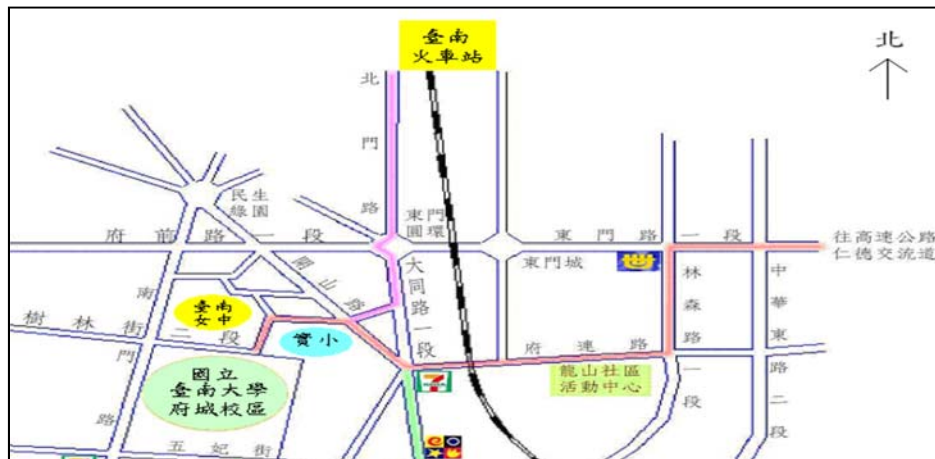 臺南
火車站
北
北門路
民生
綠園
東門
圓環
府前路一段
東門路一段
往高速公路
仁德交流道
東門城
開山路
大同路一段
林森路一段
中華東路二段
南門路
臺南
女中
樹林街二段
實小
府連路
國立
臺南大學
府城校區
龍山社區
活動中心
五妃街